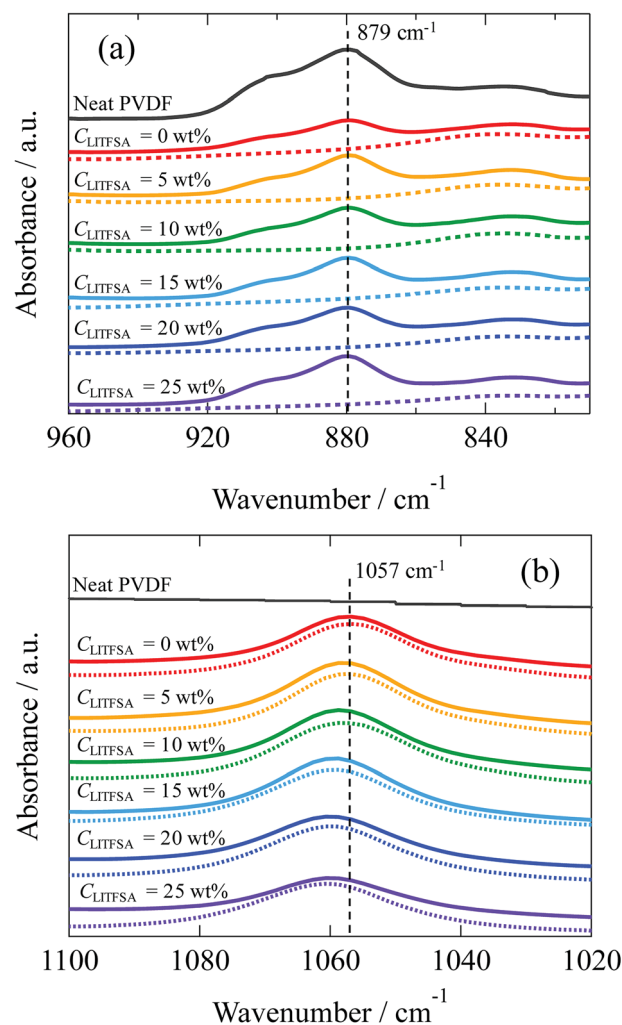 (a)
879 cm-1
Neat PVDF
CLITFSA = 0 wt%
CLITFSA = 5 wt%
CLITFSA = 10 wt%
CLITFSA = 15 wt%
CLITFSA = 20 wt%
CLITFSA = 25 wt%
Absorbance / a.u.
960 920 880 840
Wavenumber / cm-1
(b)
1057 cm-1
Neat PVDF
CLITFSA = 0 wt%
CLITFSA = 5 wt%
CLITFSA = 10 wt%
CLITFSA = 15 wt%
CLITFSA = 20 wt%
CLITFSA = 25 wt%
Absorbance / a.u.
1100 1080 1060 1040 1020
Wavenumber / cm-1